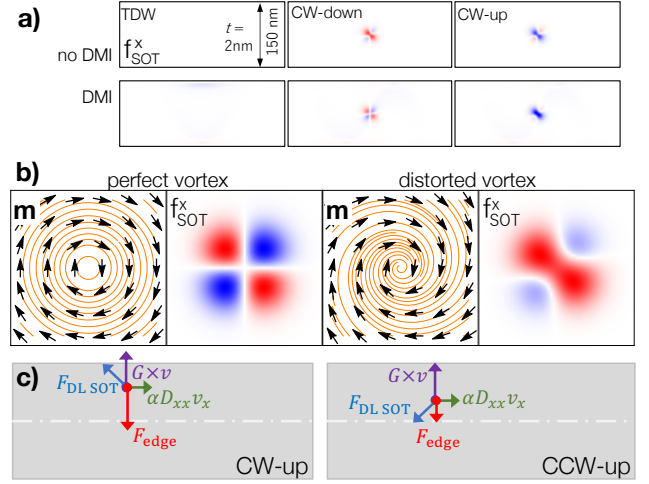 a)
TDW
CW-down
CW-up
f^x_SOT
t =
2nm
150 nm
no DMI
DMI
b)
perfect vortex
distorted vortex
m
f^x_SOT
m
f^x_SOT
c)
G×v
F_DL SOT
αD_xx v_x
F_edge
CW-up
G×v
F_DL SOT
αD_xx v_x
F_edge
CCW-up